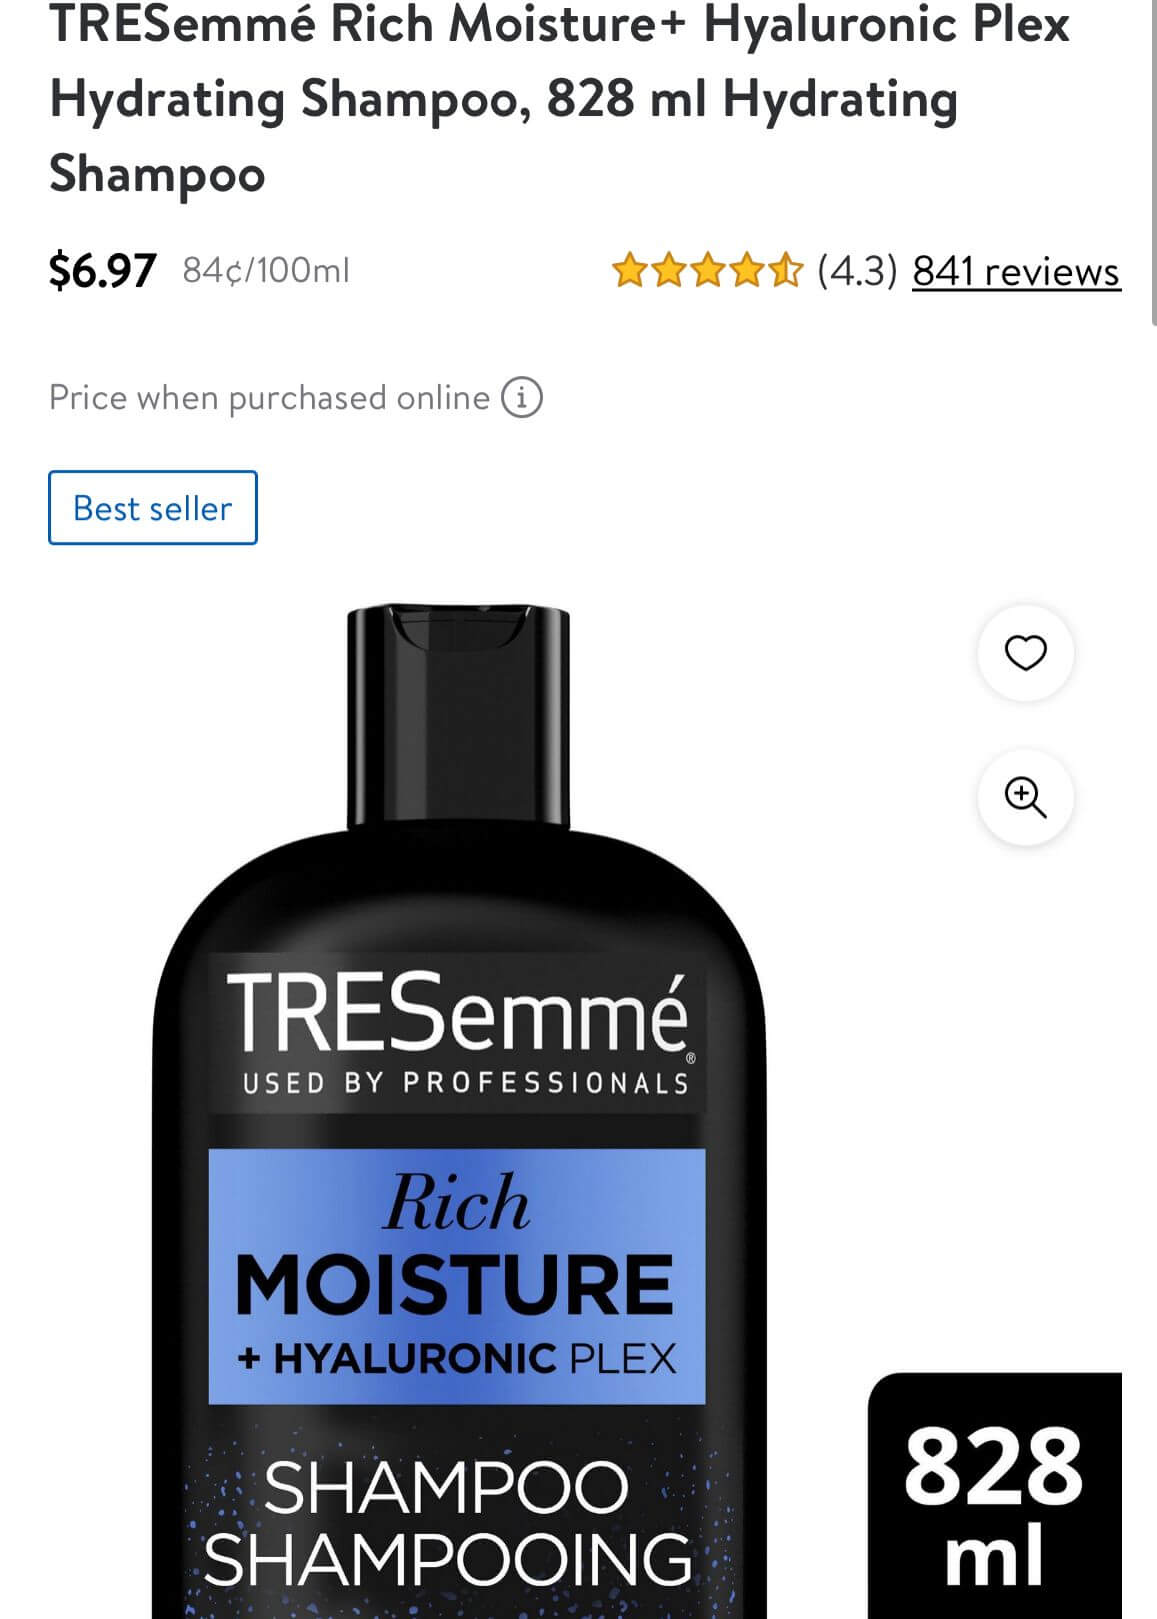 TRESemmé Rich Moisture+ Hyaluronic Plex
Hydrating Shampoo, 828 ml Hydrating
Shampoo
$6.97 84¢/100ml (4.3) 841 reviews
Price when purchased online
Best seller
TRESemmé®
USED BY PROFESSIONALS
Rich
MOISTURE
+ HYALURONIC PLEX
SHAMPOO
SHAMPOOING
828
ml